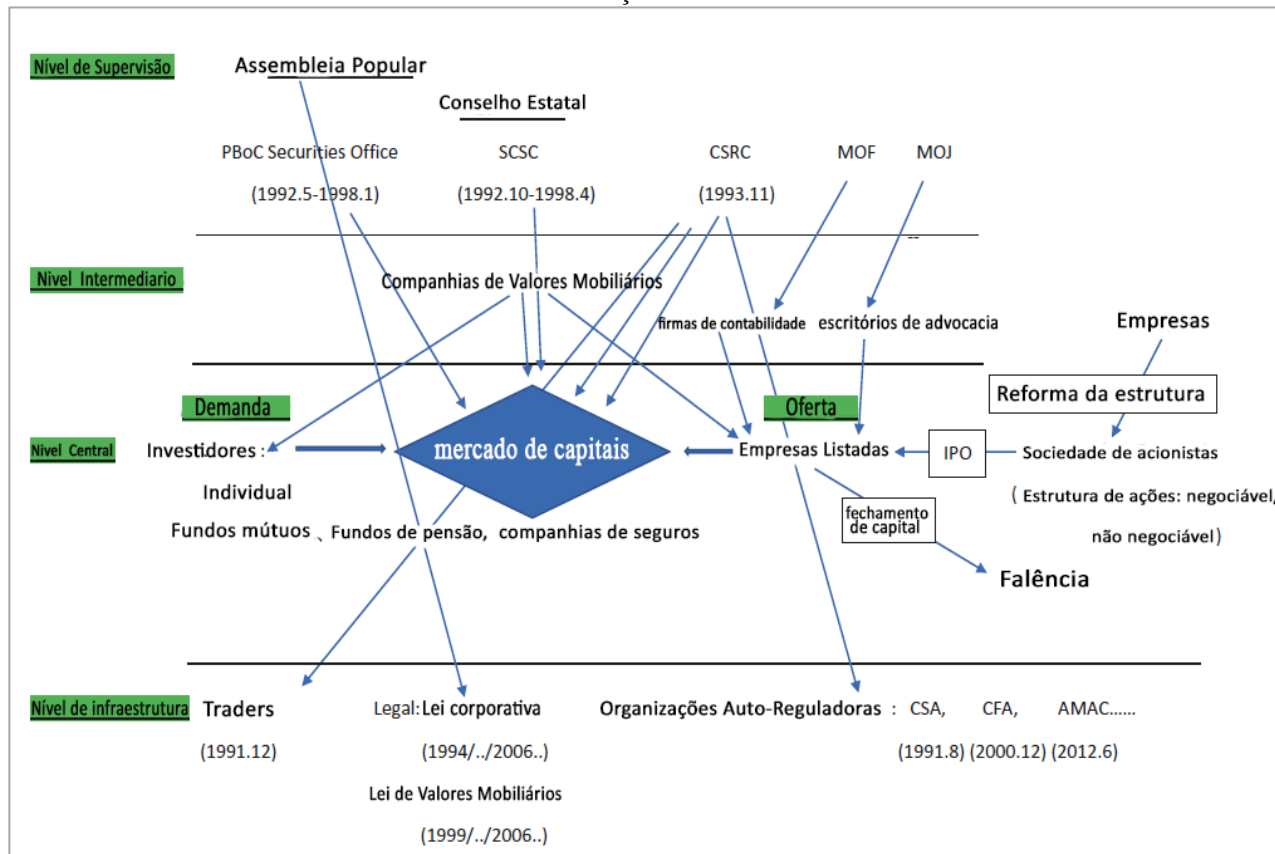 Nível de Supervisão
Assembleia Popular
Conselho Estatal
PBoC Securities Office SCSC CSRC MOF MOJ
(1992.5-1998.1) (1992.10-1998.4) (1993.11)
Nivel Intermediario
Companhias de Valores Mobiliários
firmas de contabilidade escritórios de advocacia
Empresas
Reforma da estrutura
Demanda Oferta
Nivel Central
Investidores :
mercado de capitais
Empresas Listadas
IPO
Sociedade de acionistas
Individual
( Estrutura de ações: negociável,
não negociável)
Fundos mútuos 、Fundos de pensão, companhias de seguros
fechamento
de capital
Falência
Nível de infraestrutura
Traders
Legal: Lei corporativa
Organizações Auto-Reguladoras : CSA, CFA, AMAC......
(1991.12) (1994/../2006..) (1991.8) (2000.12) (2012.6)
Lei de Valores Mobiliários
(1999/../2006..)